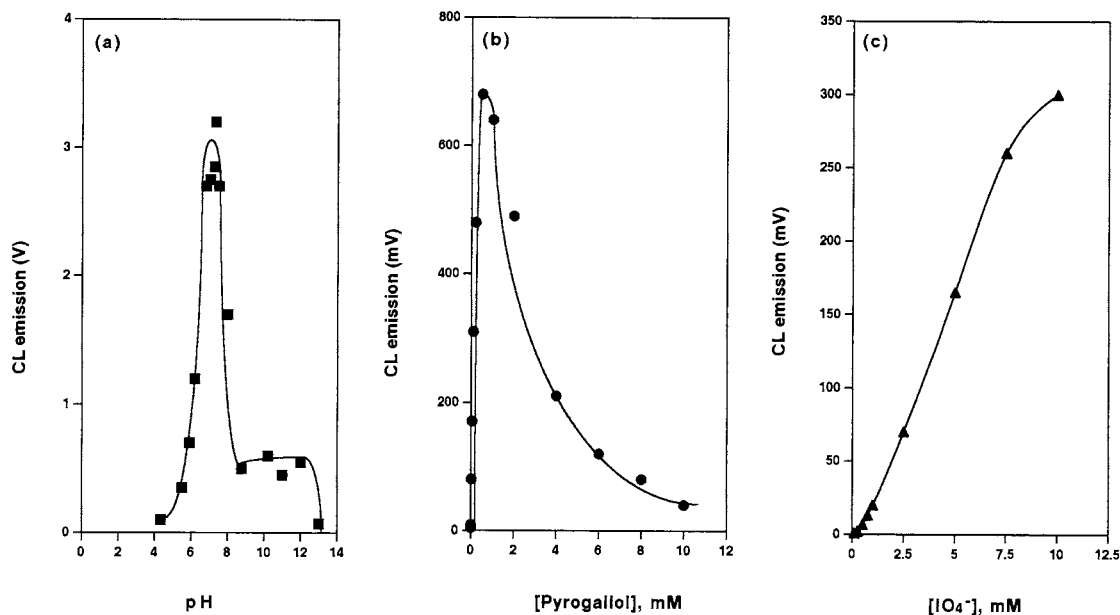 (a)
4
3
2
1
0
CL emission (V)
0 2 4 6 8 10 12 14
pH
(b)
800
600
400
200
0
CL emission (mV)
0 2 4 6 8 10 12
[Pyrogallol], mM
(c)
350
300
250
200
150
100
50
0
CL emission (mV)
0 2.5 5 7.5 10 12.5
[IO₄⁻], mM